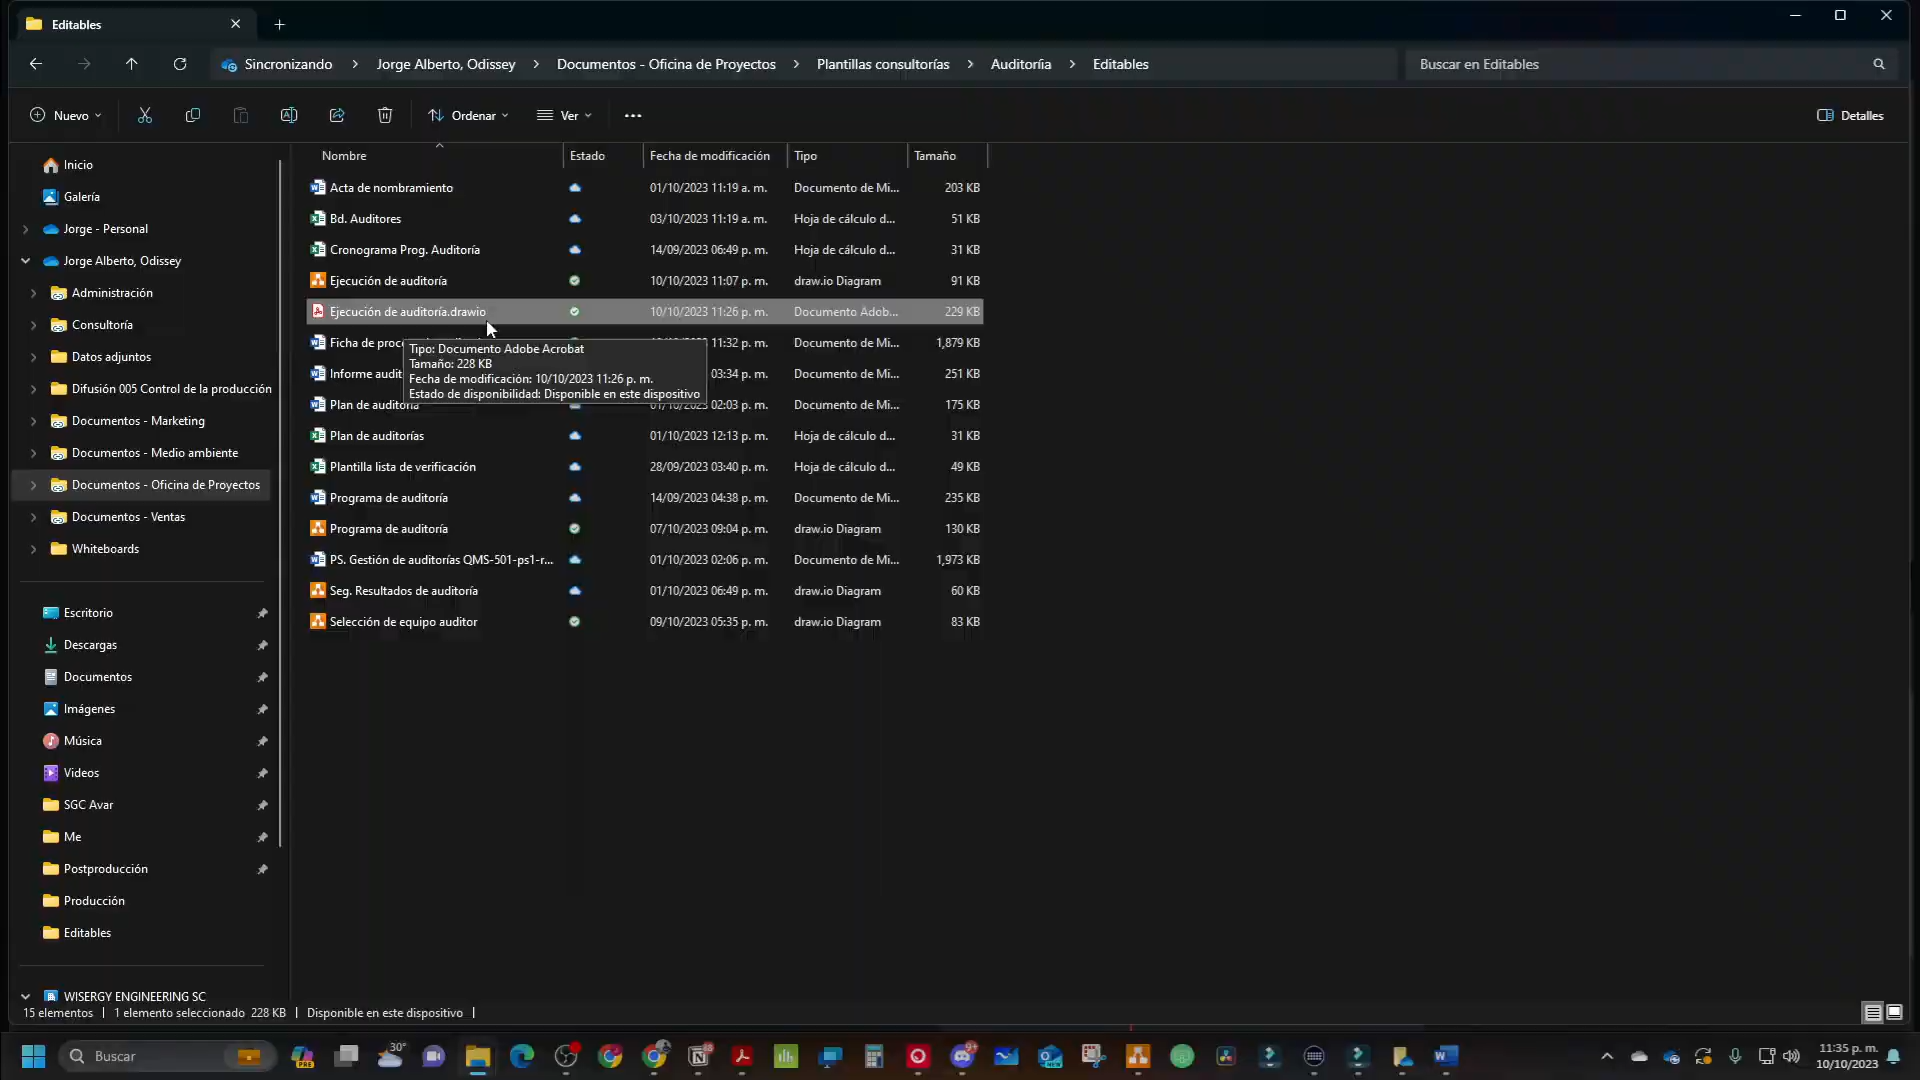 Editables
Sincronizando > Jorge Alberto, Odissey > Documentos - Oficina de Proyectos > Plantillas consultorías > Auditoríia > Editables
Buscar en Editables
Nuevo
Ordenar
Ver
Detalles
Nombre Estado Fecha de modificación Tipo Tamaño
Acta de nombramiento 01/10/2023 11:19 a. m. Documento de Mi... 203 KB
Bd. Auditores 03/10/2023 11:19 a. m. Hoja de cálculo d... 51 KB
Cronograma Prog. Auditoría 14/09/2023 06:49 p. m. Hoja de cálculo d... 31 KB
Ejecución de auditoría 10/10/2023 11:07 p. m. draw.io Diagram 91 KB
Ejecución de auditoría.drawio 10/10/2023 11:26 p. m. Documento Adob... 229 KB
Ficha de proc 11:32 p. m. Documento de Mi... 1,879 KB
Informe audit 03:34 p. m. Documento de Mi... 251 KB
Plan de auditoría 01/10/2023 02:03 p. m. Documento de Mi... 175 KB
Plan de auditorías 01/10/2023 12:13 p. m. Hoja de cálculo d... 31 KB
Plantilla lista de verificación 28/09/2023 03:40 p. m. Hoja de cálculo d... 49 KB
Programa de auditoría 14/09/2023 04:38 p. m. Documento de Mi... 235 KB
Programa de auditoría 07/10/2023 09:04 p. m. draw.io Diagram 130 KB
PS. Gestión de auditorías QMS-501-ps1-r... 01/10/2023 02:06 p. m. Documento de Mi... 1,973 KB
Seg. Resultados de auditoría 01/10/2023 06:49 p. m. draw.io Diagram 60 KB
Selección de equipo auditor 09/10/2023 05:35 p. m. draw.io Diagram 83 KB
Tipo: Documento Adobe Acrobat
Tamaño: 228 KB
Fecha de modificación: 10/10/2023 11:26 p. m.
Estado de disponibilidad: Disponible en este dispositivo
Inicio
Galería
Jorge - Personal
Jorge Alberto, Odissey
Administración
Consultoría
Datos adjuntos
Difusión 005 Control de la producción
Documentos - Marketing
Documentos - Medio ambiente
Documentos - Oficina de Proyectos
Documentos - Ventas
Whiteboards
Escritorio
Descargas
Documentos
Imágenes
Música
Videos
SGC Avar
Me
Postproducción
Producción
Editables
WISERGY ENGINEERING SC
15 elementos | 1 elemento seleccionado 228 KB | Disponible en este dispositivo |
Buscar
30°
11:35 p. m.
10/10/2023